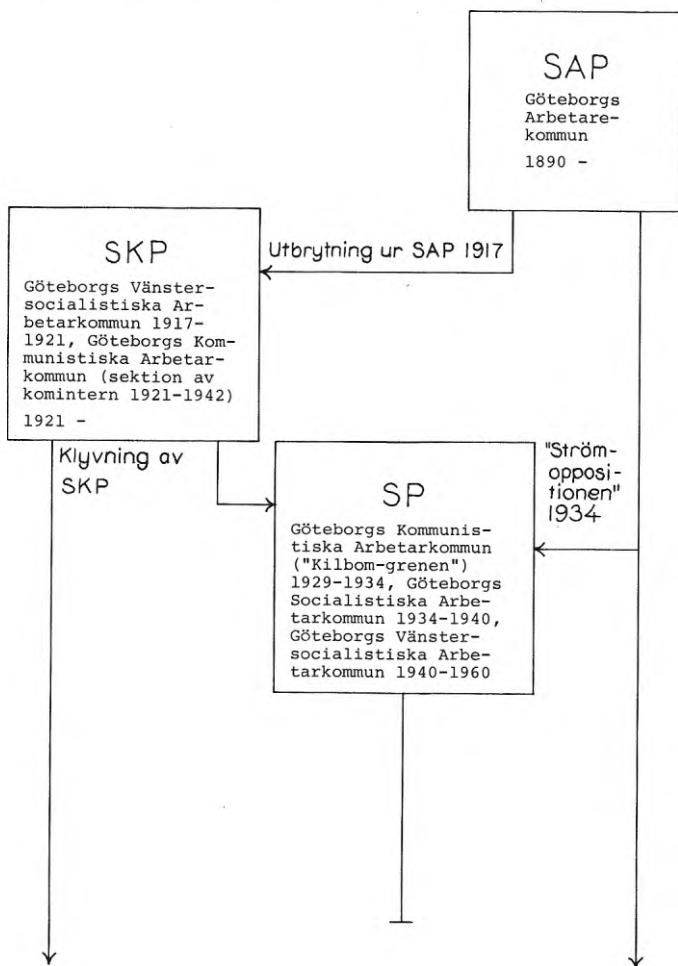 SAP
Göteborgs
Arbetare-
kommun
1890 -
Utbrytning ur SAP 1917
SKP
Göteborgs Vänster-
socialistiska Ar-
betarkommun 1917-
1921, Göteborgs Kom-
munistiska Arbetar-
kommun (sektion av
komintern 1921-1942)
1921 -
Klyvning av
SKP
"Ström-
opposi-
tionen"
1934
SP
Göteborgs Kommunis-
tiska Arbetarkommun
("Kilbom-grenen")
1929-1934, Göteborgs
Socialistiska Arbe-
tarkommun 1934-1940,
Göteborgs Vänster-
socialistiska Arbe-
tarkommun 1940-1960